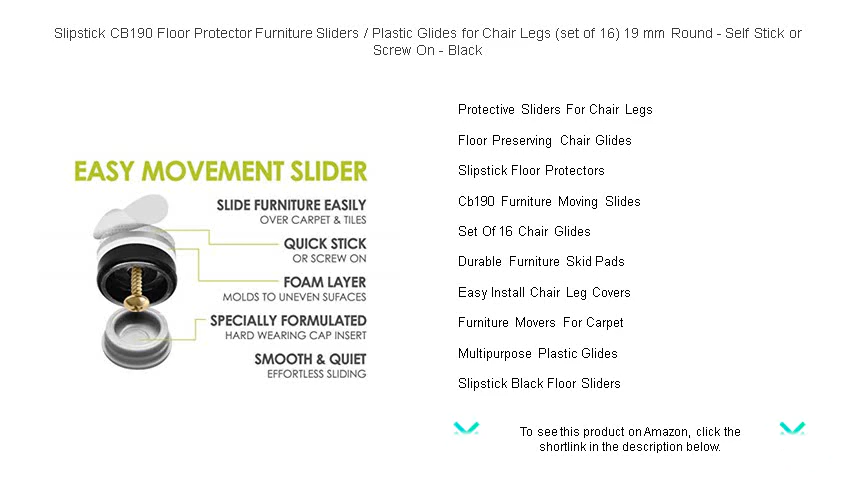 Slipstick CB190 Floor Protector Furniture Sliders / Plastic Glides for Chair Legs (set of 16) 19 mm Round - Self Stick or
Screw On - Black
EASY MOVEMENT SLIDER
SLIDE FURNITURE EASILY
OVER CARPET & TILES
QUICK STICK
OR SCREW ON
FOAM LAYER
MOLDS TO UNEVEN SUFACES
SPECIALLY FORMULATED
HARD WEARING CAP INSERT
SMOOTH & QUIET
EFFORTLESS SLIDING
Protective Sliders For Chair Legs
Floor Preserving Chair Glides
Slipstick Floor Protectors
Cb190 Furniture Moving Slides
Set Of 16 Chair Glides
Durable Furniture Skid Pads
Easy Install Chair Leg Covers
Furniture Movers For Carpet
Multipurpose Plastic Glides
Slipstick Black Floor Sliders
To see this product on Amazon, click the
shortlink in the description below.